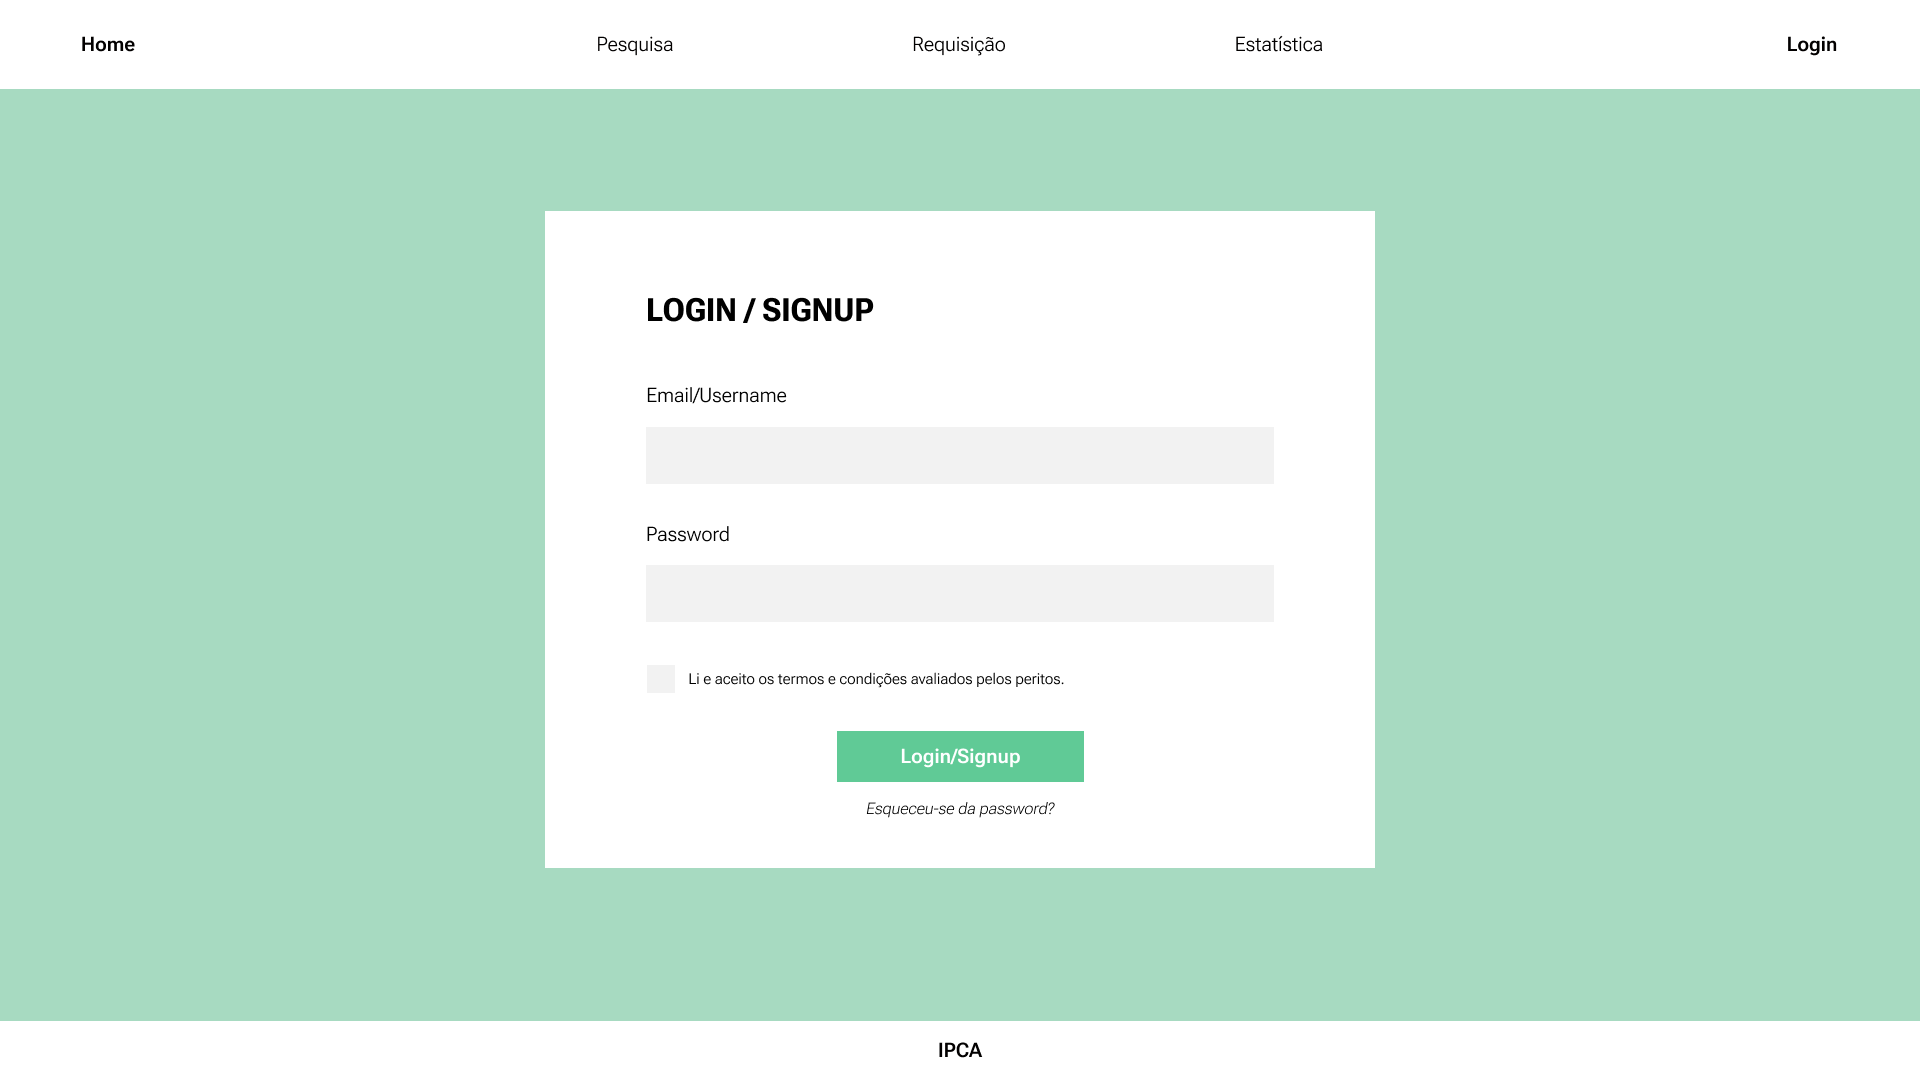 Home
Pesquisa
Requisição
Estatística
Login
LOGIN / SIGNUP
Email/Username
Password
Li e aceito os termos e condições avaliados pelos peritos.
Login/Signup
Esqueceu-se da password?
IPCA